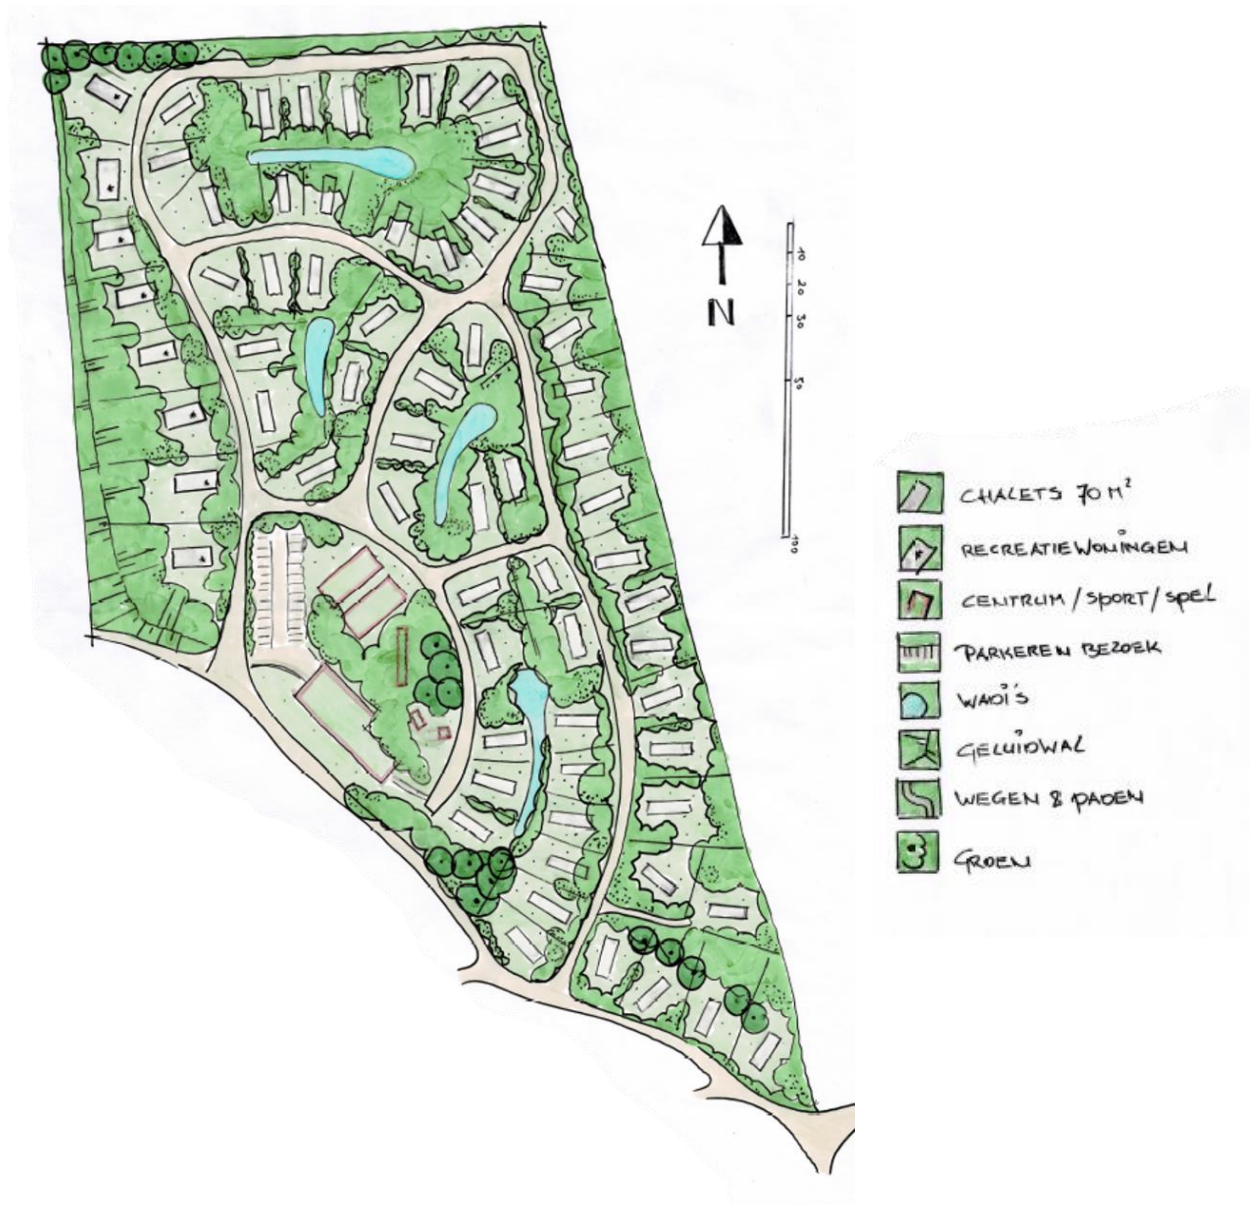 N
10
20
30
50
100
CHALETS 70 M²
RECREATIEWONINGEN
CENTRUM / SPORT / SPEL
PARKEREN BEZOEK
WADI'S
GELUIDWAL
WEGEN & PADEN
GROEN